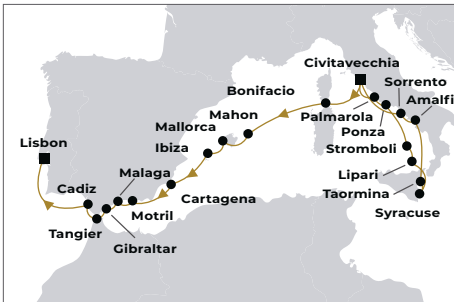 Civitavecchia
Sorrento
Bonifacio
Amalfi
Palmarola
Mahon
Ponza
Mallorca
Stromboli
Lisbon
Ibiza
Malaga
Lipari
Cadiz
Cartagena
Taormina
Motril
Syracuse
Tangier
Gibraltar